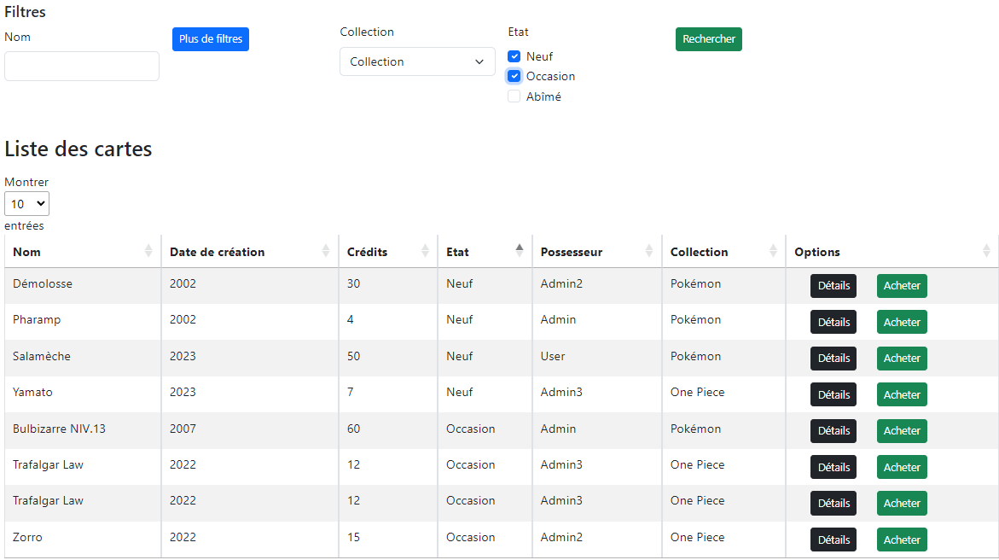 Filtres
Nom
Plus de filtres
Collection
Collection
Etat
Neuf
Occasion
Abîmé
Rechercher
Liste des cartes
Montrer
10
entrées
Nom Date de création Crédits Etat Possesseur Collection Options
Démolosse 2002 30 Neuf Admin2 Pokémon Détails Acheter
Pharamp 2002 4 Neuf Admin Pokémon Détails Acheter
Salamèche 2023 50 Neuf User Pokémon Détails Acheter
Yamato 2023 7 Neuf Admin3 One Piece Détails Acheter
Bulbizarre NIV.13 2007 60 Occasion Admin Pokémon Détails Acheter
Trafalgar Law 2022 12 Occasion Admin3 One Piece Détails Acheter
Trafalgar Law 2022 12 Occasion Admin3 One Piece Détails Acheter
Zorro 2022 15 Occasion Admin2 One Piece Détails Acheter